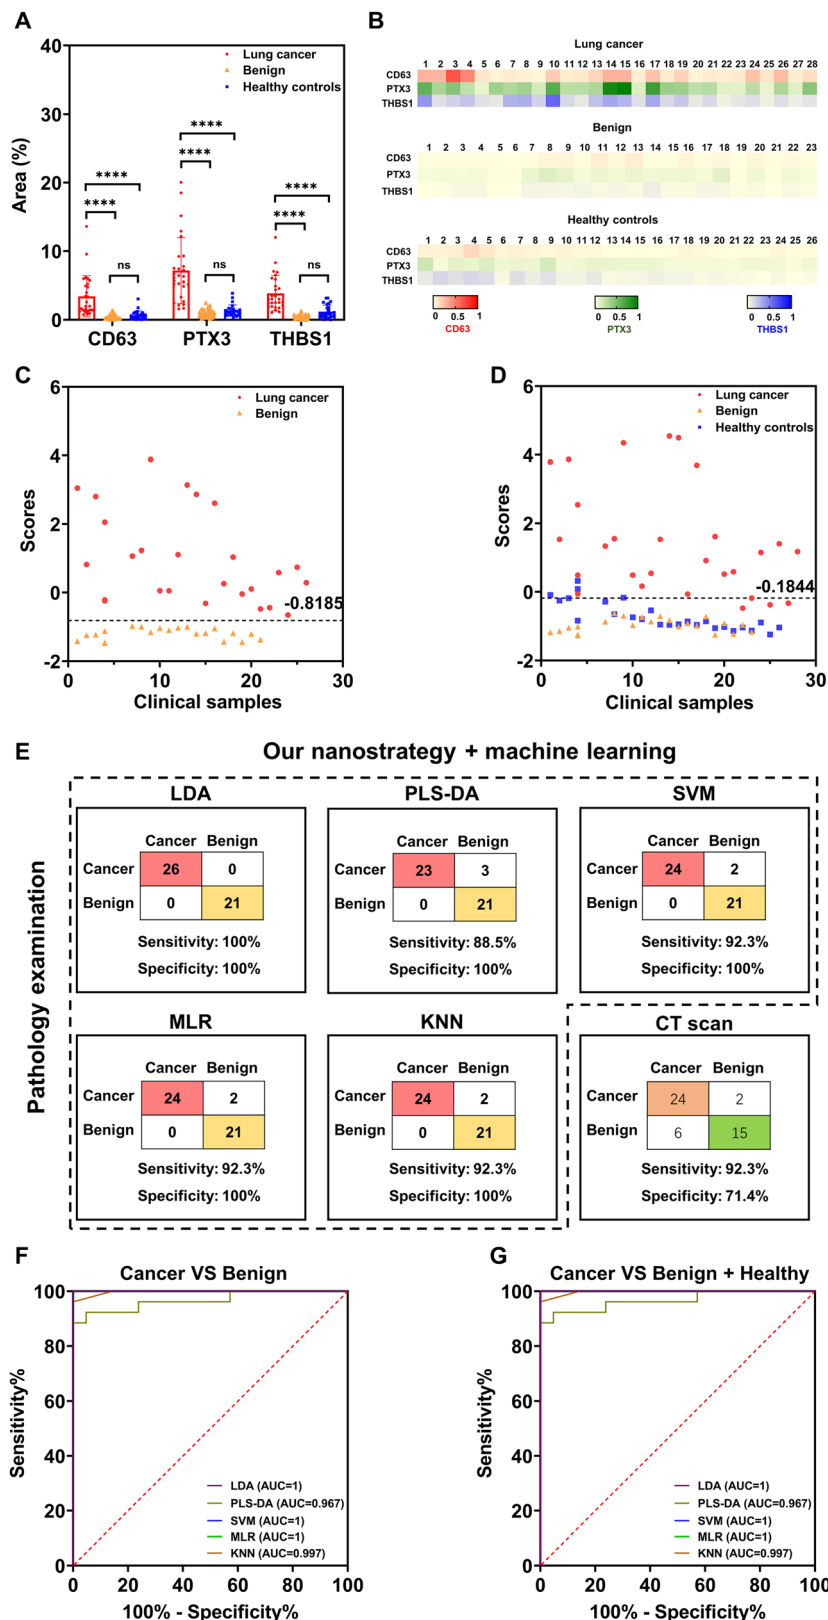 A
Lung cancer
Benign
Healthy controls
Area (%)
40
30
20
10
0
****
****
ns
****
****
ns
****
****
ns
CD63 PTX3 THBS1
B
Lung cancer
1 2 3 4 5 6 7 8 9 10 11 12 13 14 15 16 17 18 19 20 21 22 23 24 25 26 27 28
CD63
PTX3
THBS1
Benign
1 2 3 4 5 6 7 8 9 10 11 12 13 14 15 16 17 18 19 20 21 22 23
CD63
PTX3
THBS1
Healthy controls
1 2 3 4 5 6 7 8 9 10 11 12 13 14 15 16 17 18 19 20 21 22 23 24 25 26
CD63
PTX3
THBS1
0 0.5 1
CD63
0 0.5 1
PTX3
0 0.5 1
THBS1
C
Lung cancer
Benign
Scores
6
4
2
0
-2
-0.8185
0 10 20 30
Clinical samples
D
Lung cancer
Benign
Healthy controls
Scores
6
4
2
0
-2
-0.1844
0 10 20 30
Clinical samples
E
Our nanostrategy + machine learning
Pathology examination
LDA
Cancer Benign
Cancer 26 0
Benign 0 21
Sensitivity: 100%
Specificity: 100%
PLS-DA
Cancer Benign
Cancer 23 3
Benign 0 21
Sensitivity: 88.5%
Specificity: 100%
SVM
Cancer Benign
Cancer 24 2
Benign 0 21
Sensitivity: 92.3%
Specificity: 100%
MLR
Cancer Benign
Cancer 24 2
Benign 0 21
Sensitivity: 92.3%
Specificity: 100%
KNN
Cancer Benign
Cancer 24 2
Benign 0 21
Sensitivity: 92.3%
Specificity: 100%
CT scan
Cancer Benign
Cancer 24 2
Benign 6 15
Sensitivity: 92.3%
Specificity: 71.4%
F
Cancer VS Benign
Sensitivity%
100
80
60
40
20
0
LDA (AUC=1)
PLS-DA (AUC=0.967)
SVM (AUC=1)
MLR (AUC=1)
KNN (AUC=0.997)
0 20 40 60 80 100
100% - Specificity%
G
Cancer VS Benign + Healthy
Sensitivity%
100
80
60
40
20
0
LDA (AUC=1)
PLS-DA (AUC=0.967)
SVM (AUC=1)
MLR (AUC=1)
KNN (AUC=0.997)
0 20 40 60 80 100
100% - Specificity%